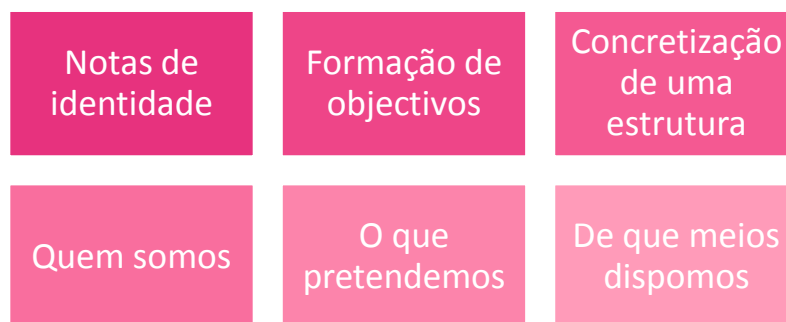 Notas de
identidade
Formação de
objectivos
Concretização
de uma
estrutura
Quem somos
O que
pretendemos
De que meios
dispomos